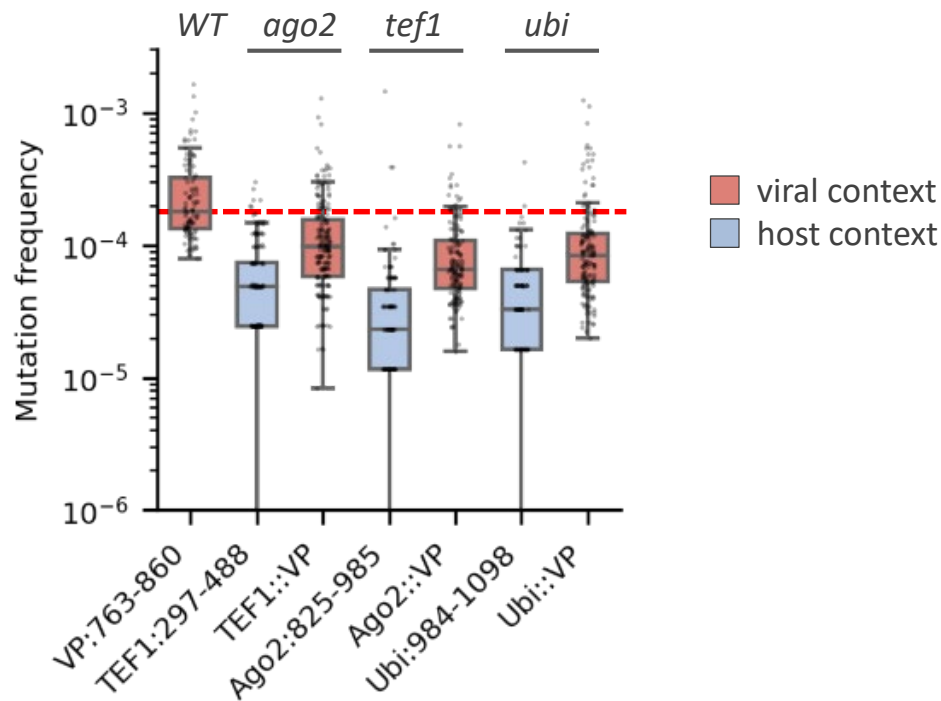 WT ago2 tef1 ubi
Mutation frequency
10⁻³
10⁻⁴
10⁻⁵
10⁻⁶
viral context
host context
VP:763-860
TEF1:297-488
TEF1::VP
Ago2:825-985
Ago2::VP
Ubi:984-1098
Ubi::VP